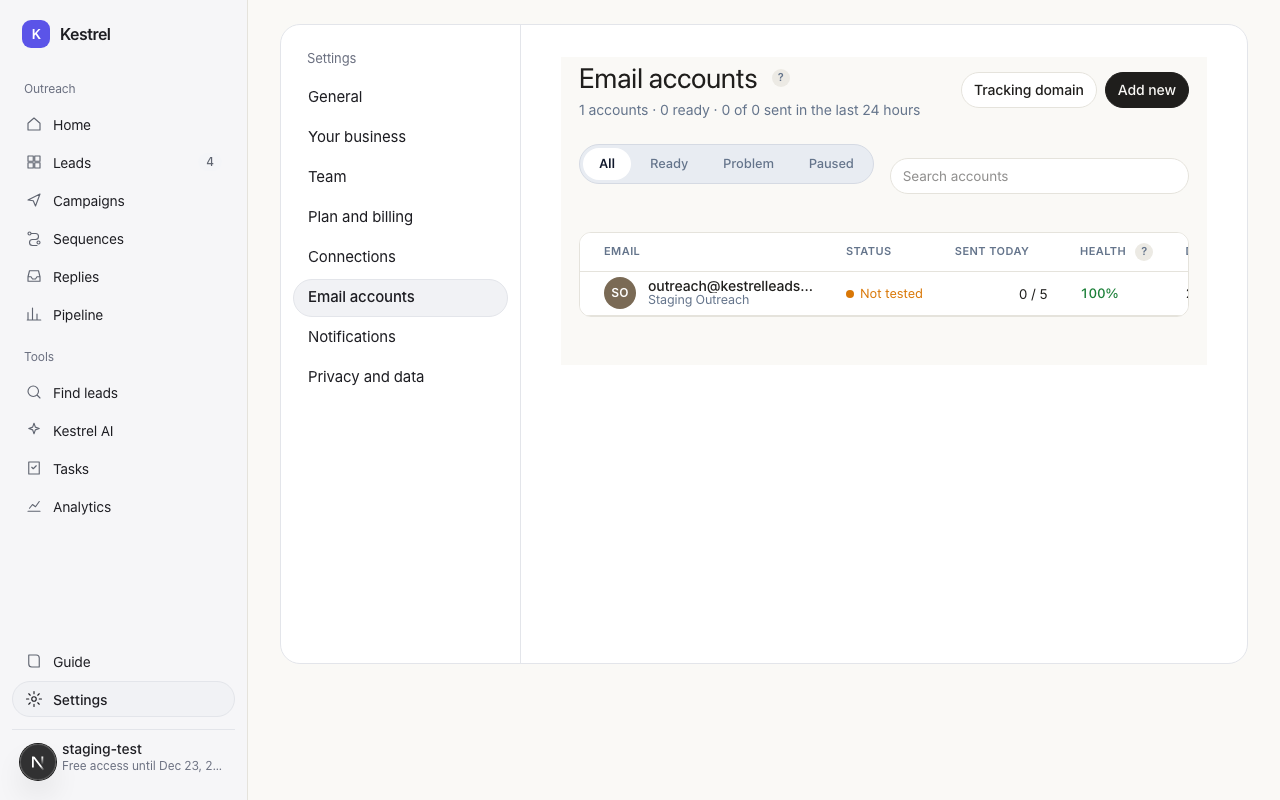 K Kestrel
Outreach
Home
Leads 4
Campaigns
Sequences
Replies
Pipeline
Tools
Find leads
Kestrel AI
Tasks
Analytics
Guide
Settings
N staging-test
Free access until Dec 23, 2...
Settings
General
Your business
Team
Plan and billing
Connections
Email accounts
Notifications
Privacy and data
Email accounts ?
1 accounts · 0 ready · 0 of 0 sent in the last 24 hours
Tracking domain
Add new
All Ready Problem Paused
Search accounts
EMAIL STATUS SENT TODAY HEALTH ?
SO outreach@kestrelleads... Not tested 0 / 5 100%
Staging Outreach